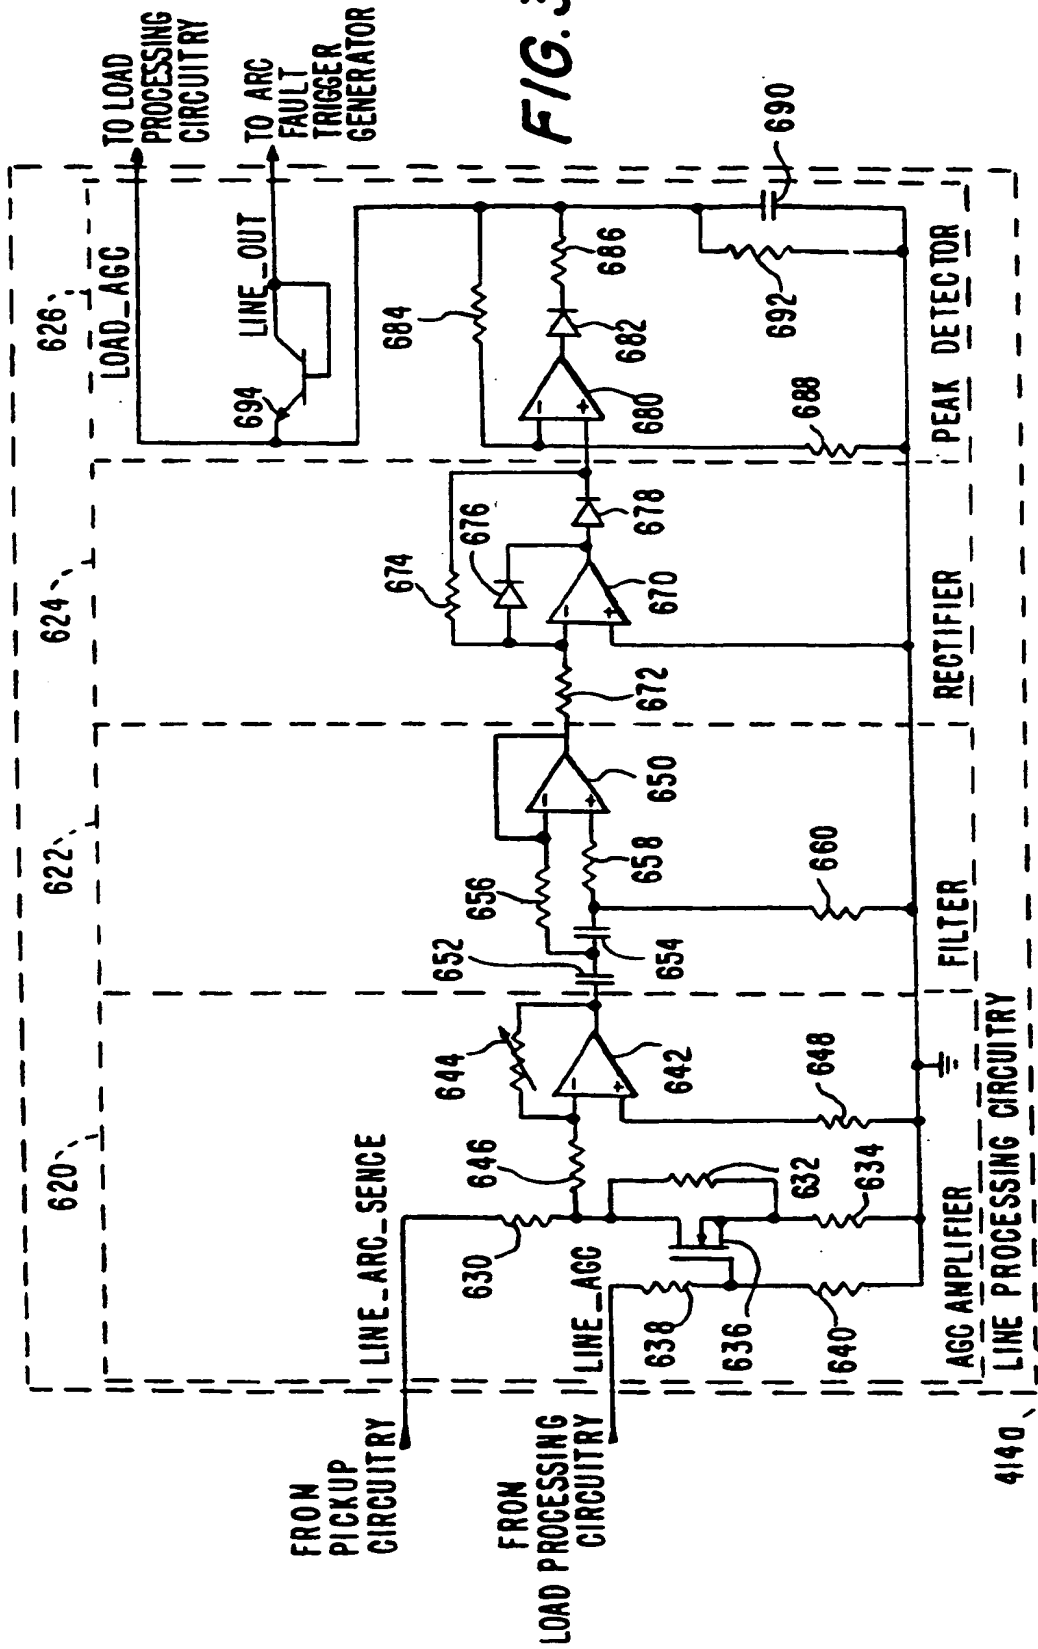 FIG. 3
TO LOAD
PROCESSING
CIRCUITRY
TO ARC
FAULT
TRIGGER
GENERATOR
620
622
624
626
LINE_ARC_SENCE
LOAD_AGC
LINE_OUT
694
FROM
PICKUP
CIRCUITRY
FROM
LOAD PROCESSING
CIRCUITRY
LINE_AGC
630
646
644
642
632
634
636
638
640
648
652
654
656
658
650
660
672
674
676
670
678
684
680
682
686
688
692
690
AGC AMPLIFIER
FILTER
RECTIFIER
PEAK DETECTOR
LINE PROCESSING CIRCUITRY
414a